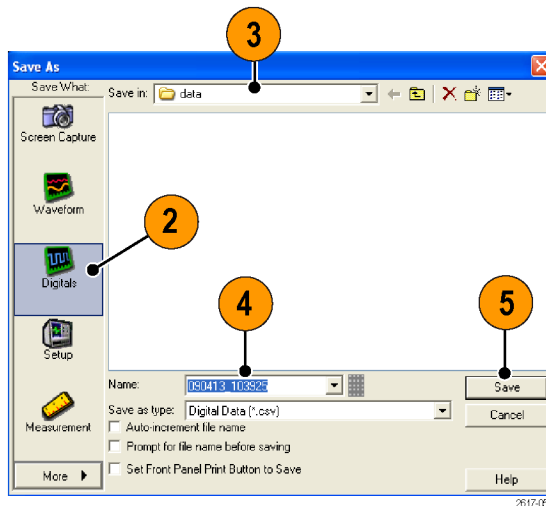 3
Save As
Save What:
Save in: data
Screen Capture
Waveform
2
Digitals
4
5
Setup
Name: 090413_103925
Save
Save as type: Digital Data (*.csv)
Cancel
Measurement
Auto-increment file name
Prompt for file name before saving
Set Front Panel Print Button to Save
More
Help